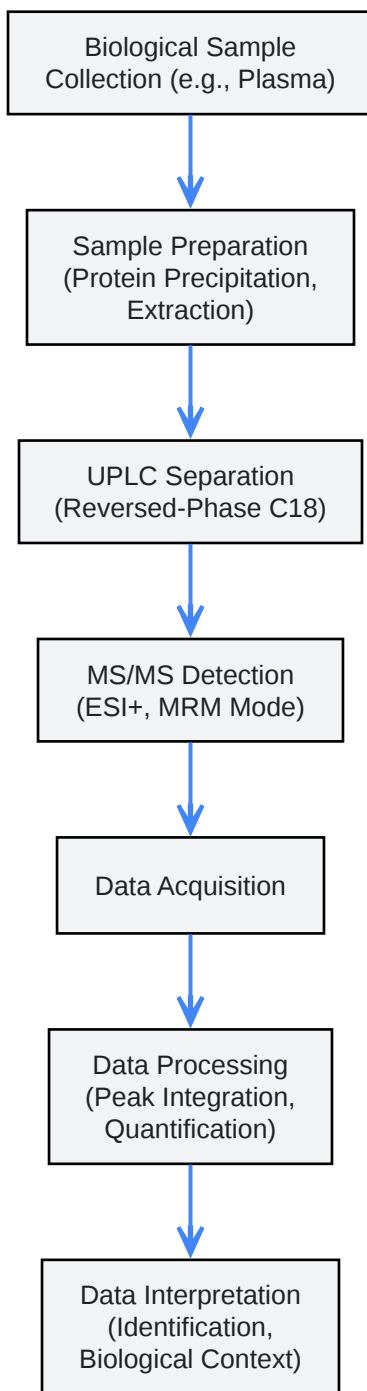 Biological Sample
Collection (e.g., Plasma)
Sample Preparation
(Protein Precipitation,
Extraction)
UPLC Separation
(Reversed-Phase C18)
MS/MS Detection
(ESI+, MRM Mode)
Data Acquisition
Data Processing
(Peak Integration,
Quantification)
Data Interpretation
(Identification,
Biological Context)